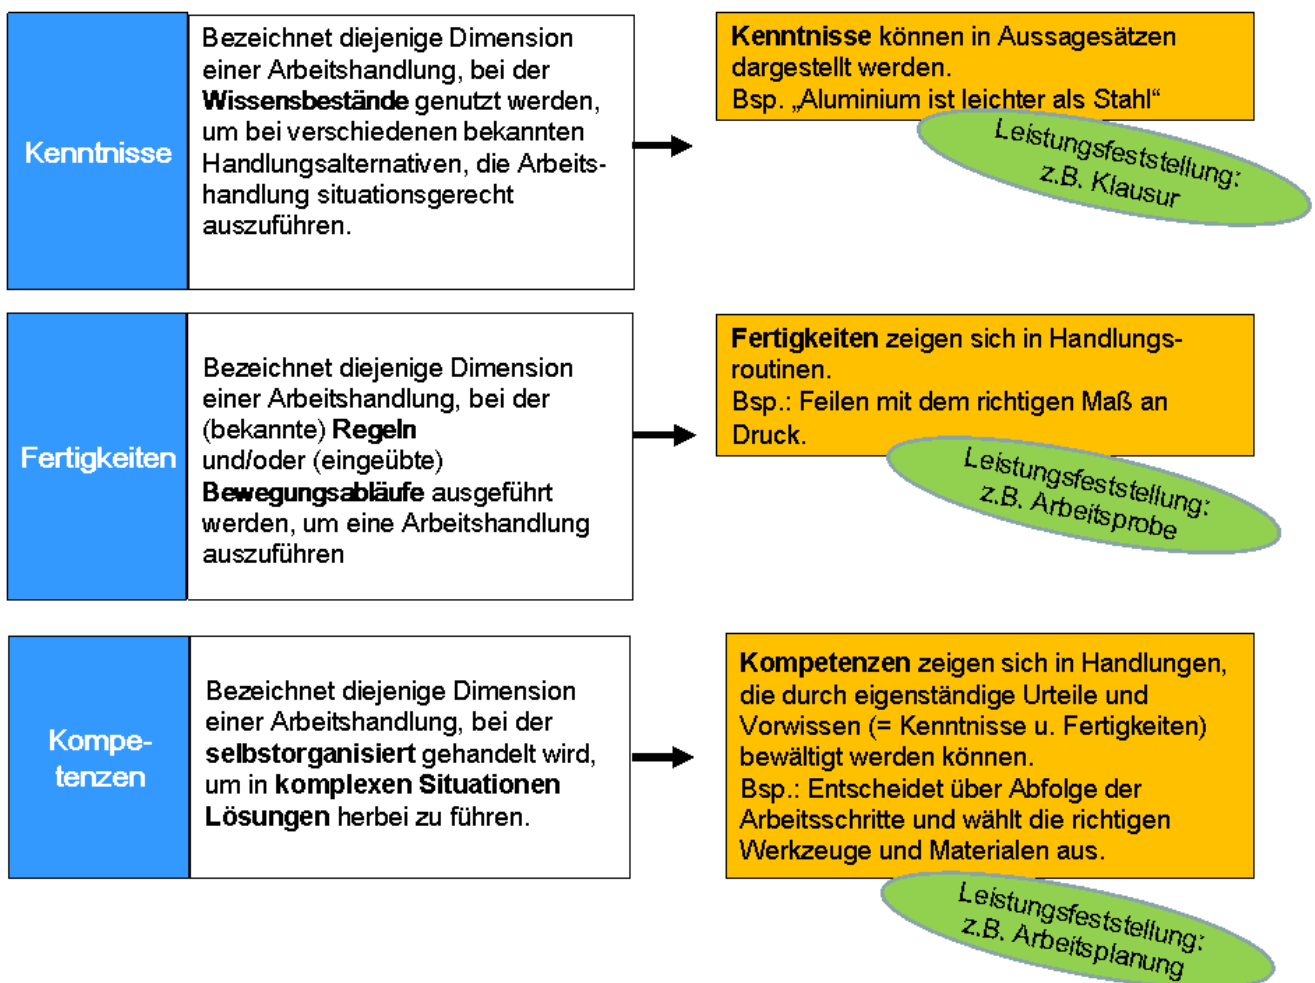 Kenntnisse
Bezeichnet diejenige Dimension
einer Arbeitshandlung, bei der
Wissensbestände genutzt werden,
um bei verschiedenen bekannten
Handlungsalternativen, die Arbeits-
handlung situationsgerecht
auszuführen.
Kenntnisse können in Aussagesätzen
dargestellt werden.
Bsp. „Aluminium ist leichter als Stahl“
Leistungsfeststellung:
z.B. Klausur
Fertigkeiten
Bezeichnet diejenige Dimension
einer Arbeitshandlung, bei der
(bekannte) Regeln
und/oder (eingeübte)
Bewegungsabläufe ausgeführt
werden, um eine Arbeitshandlung
auszuführen
Fertigkeiten zeigen sich in Handlungs-
routinen.
Bsp.: Feilen mit dem richtigen Maß an
Druck.
Leistungsfeststellung:
z.B. Arbeitsprobe
Kompe-
tenzen
Bezeichnet diejenige Dimension
einer Arbeitshandlung, bei der
selbstorganisiert gehandelt wird,
um in komplexen Situationen
Lösungen herbei zu führen.
Kompetenzen zeigen sich in Handlungen,
die durch eigenständige Urteile und
Vorwissen (= Kenntnisse u. Fertigkeiten)
bewältigt werden können.
Bsp.: Entscheidet über Abfolge der
Arbeitsschritte und wählt die richtigen
Werkzeuge und Materialen aus.
Leistungsfeststellung:
z.B. Arbeitsplanung